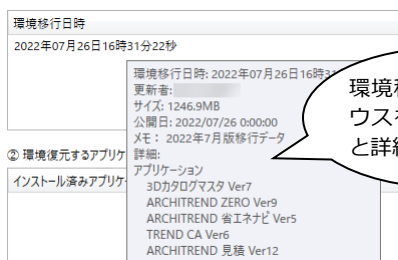 環境移行日時
2022年07月26日16時31分22秒
環境移行日時: 2022年07月26日16時3
更新者:
サイズ: 1246.9MB
公開日: 2022/07/26 0:00:00
メモ： 2022年7月版移行データ
詳細:
アプリケーション
3Dカタログマスタ Ver7
ARCHITREND ZERO Ver9
ARCHITREND 省エネナビ Ver5
TREND CA Ver6
ARCHITREND 見積 Ver12
環境
ウス
と詳
② 環境復元するアプリケ
インストール済みアプリケ